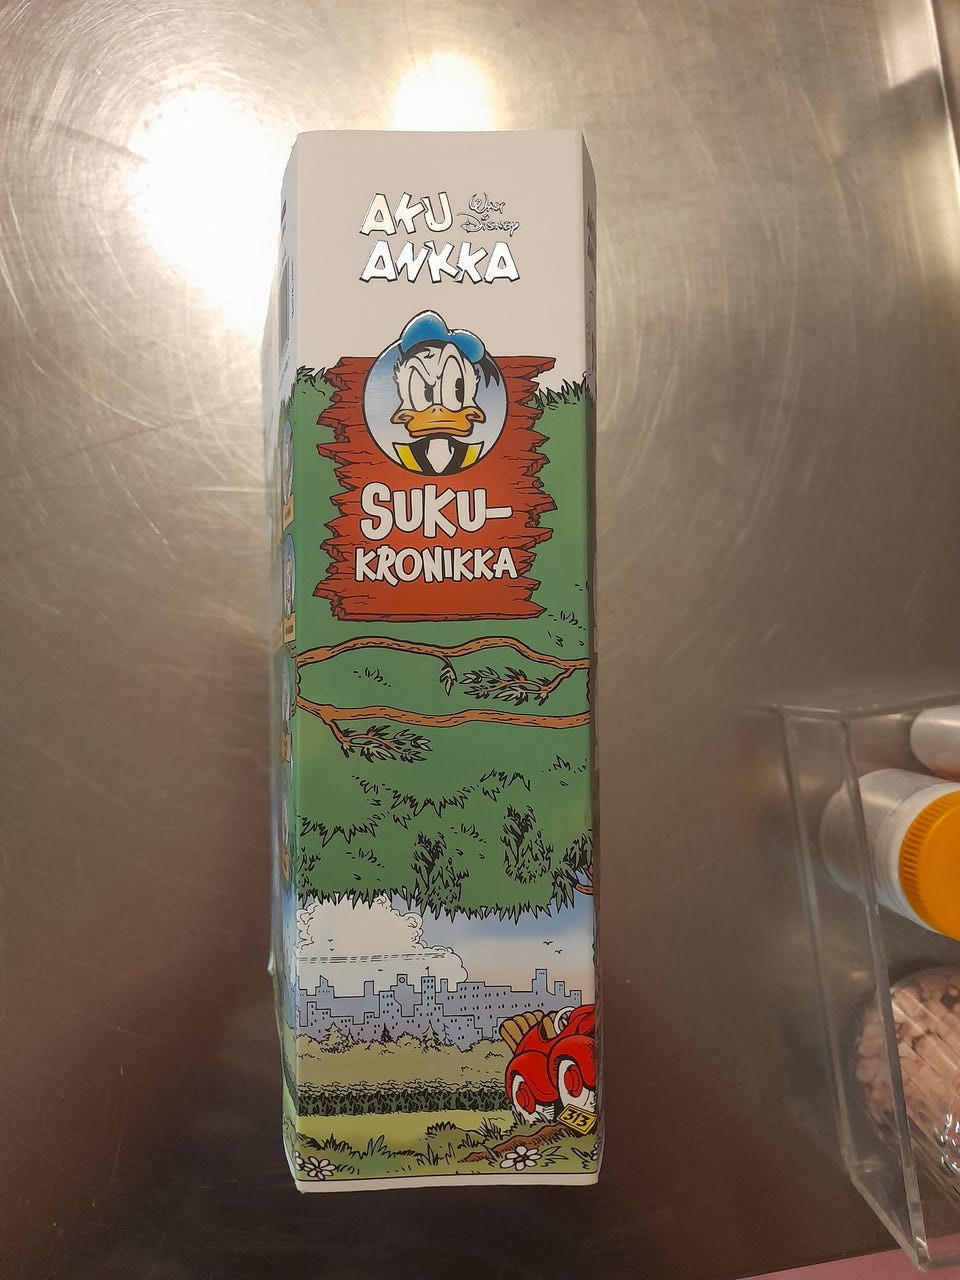 AKU
Walt
Disney
ANKKA
SUKU-
KRONIKKA
313